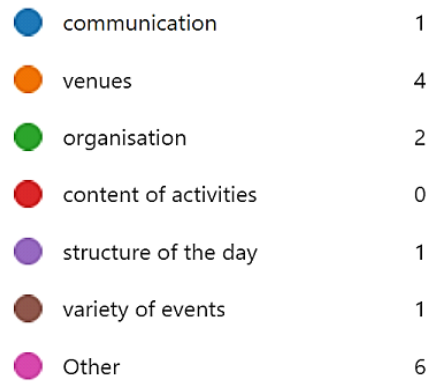 communication 1
venues 4
organisation 2
content of activities 0
structure of the day 1
variety of events 1
Other 6